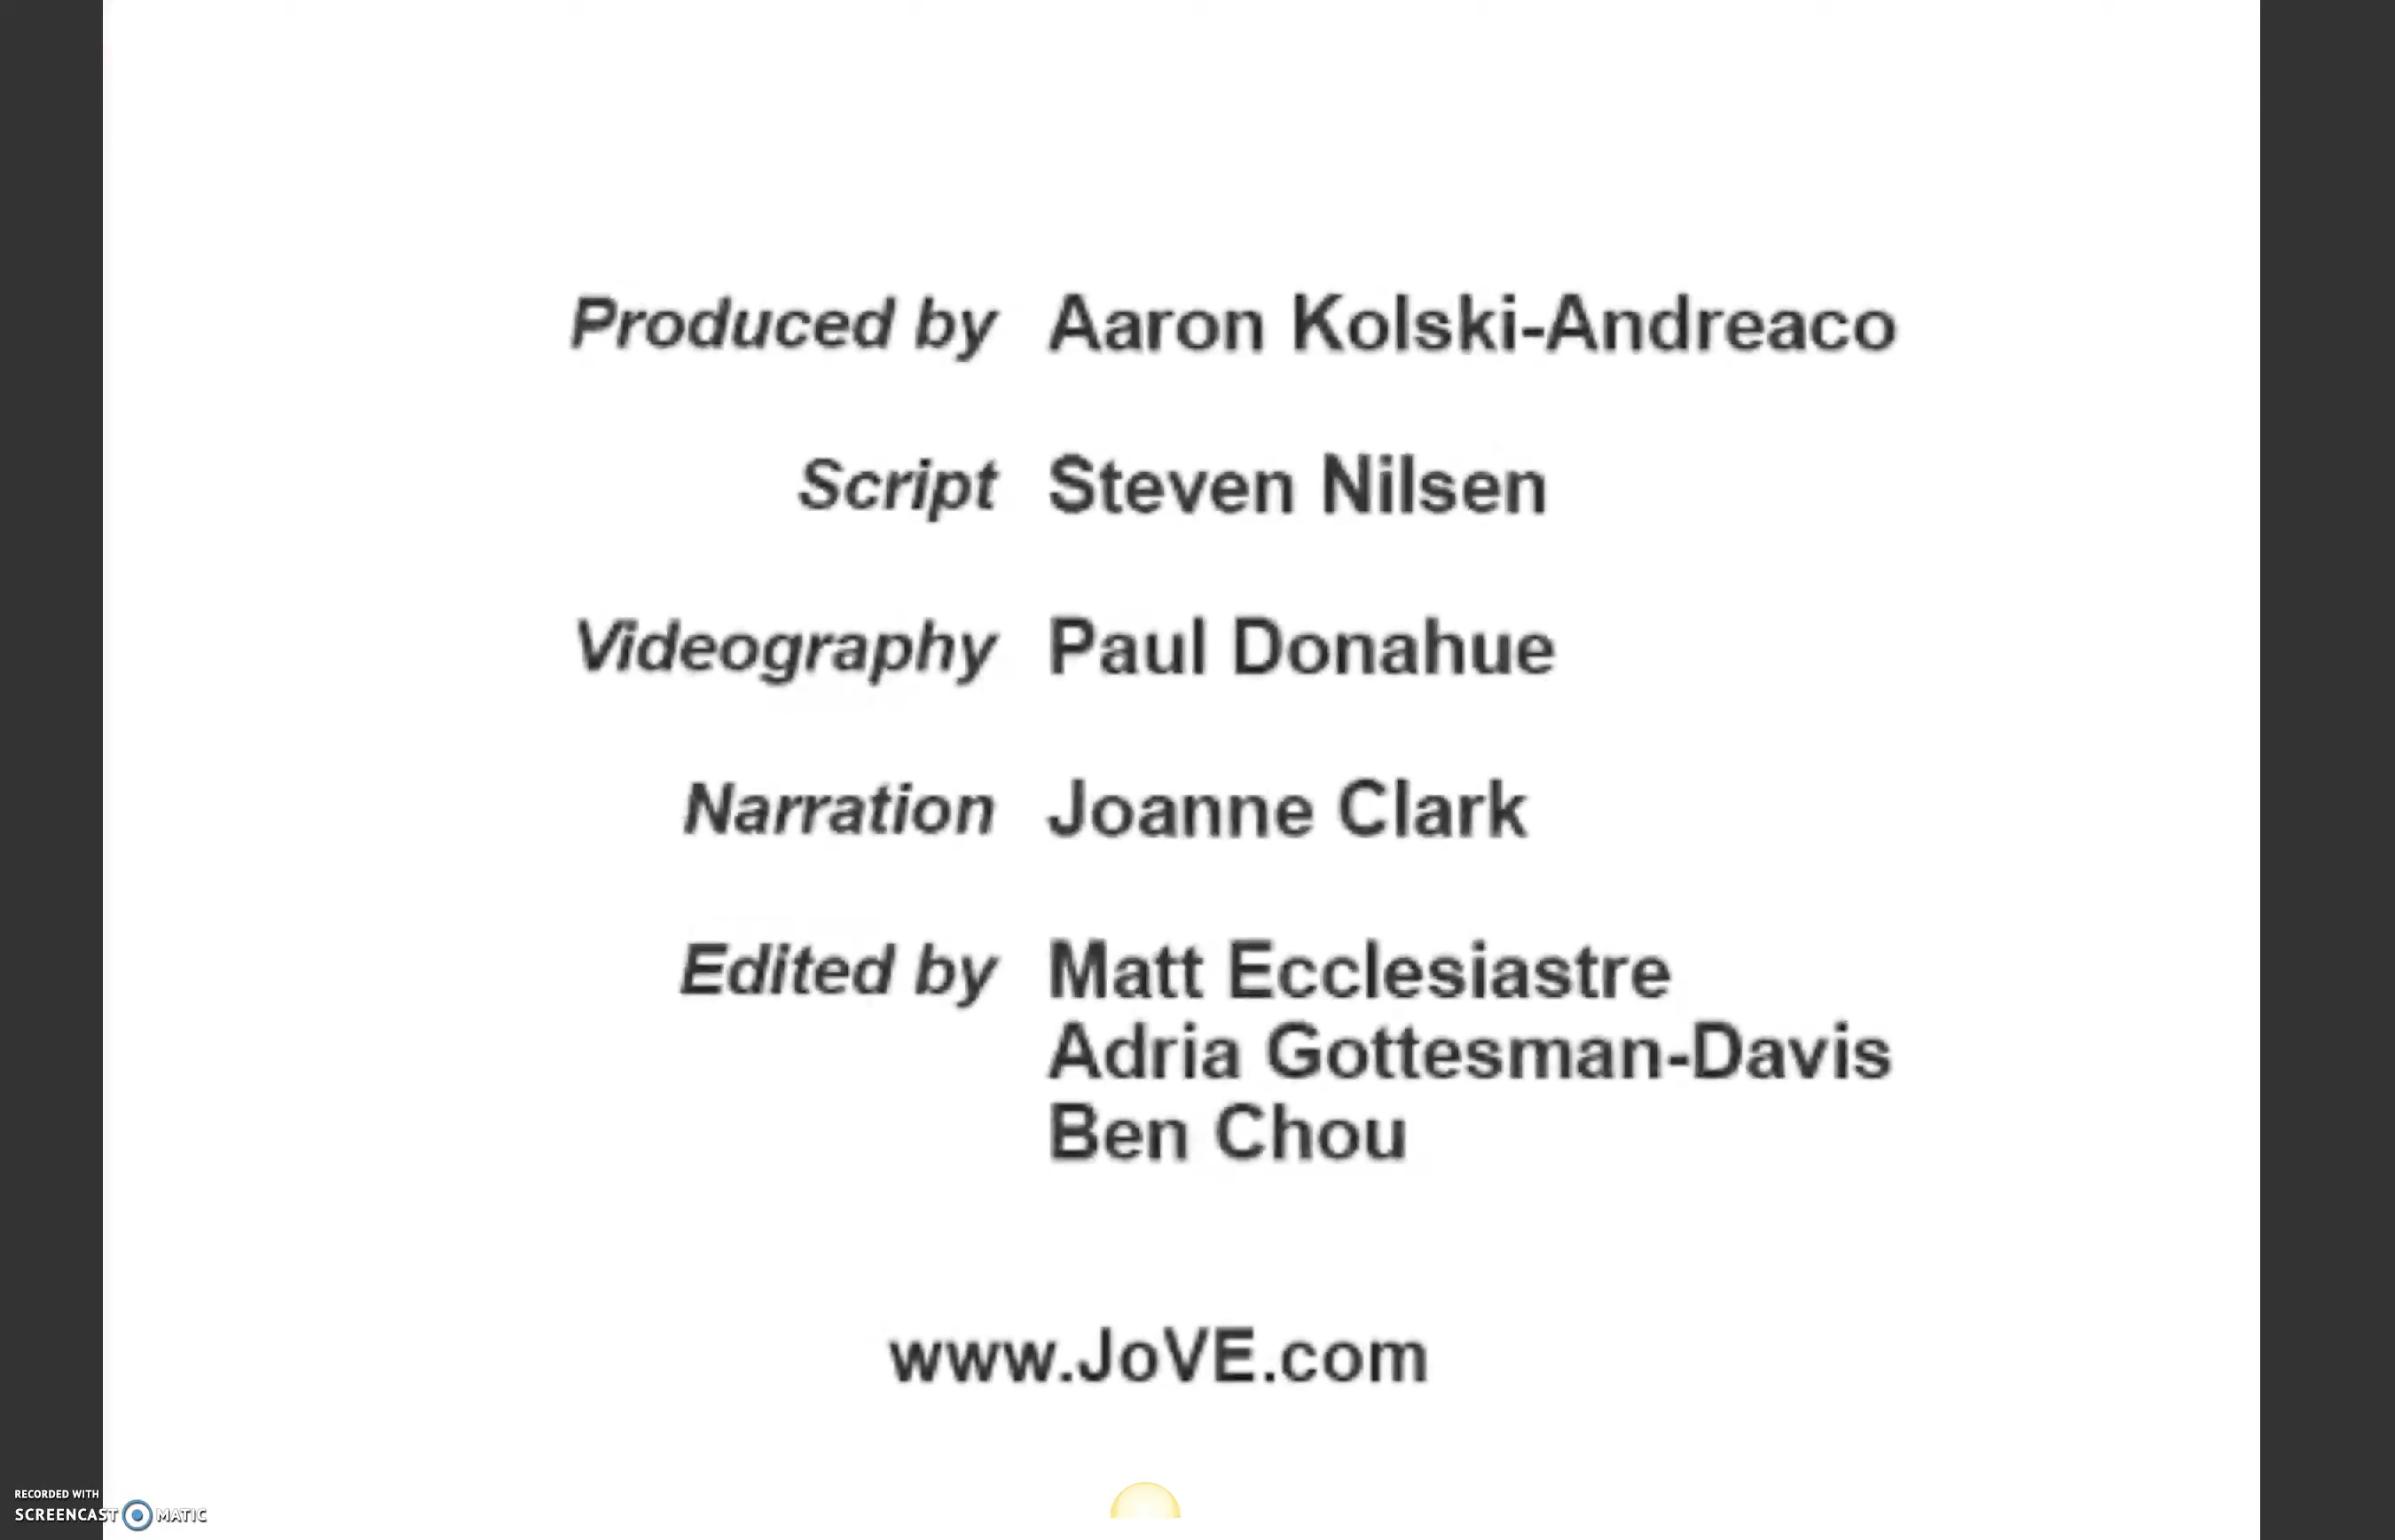 Produced by Aaron Kolski-Andreaco
Script Steven Nilsen
Videography Paul Donahue
Narration Joanne Clark
Edited by Matt Ecclesiastre
Adria Gottesman-Davis
Ben Chou
www.JoVE.com
RECORDED WITH
SCREENCAST MATIC